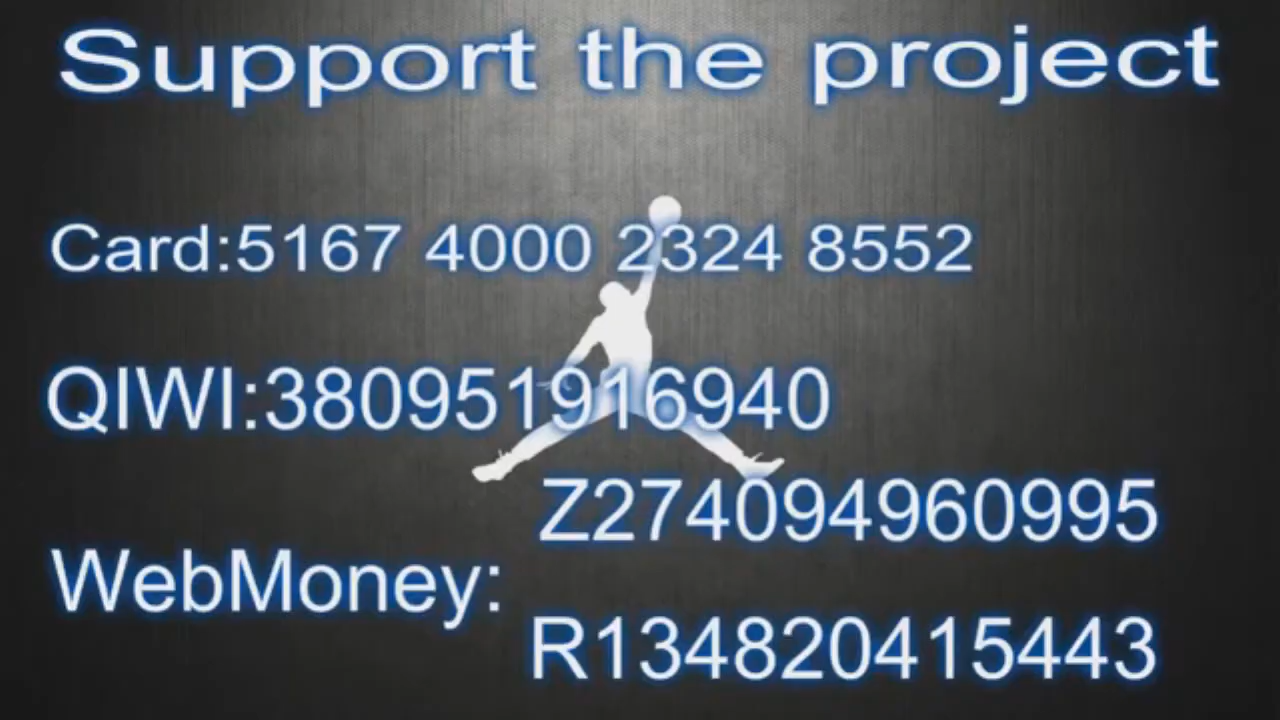 Support the project
Card:5167 4000 2324 8552
QIWI:380951916940
Z274094960995
WebMoney:
R134820415443